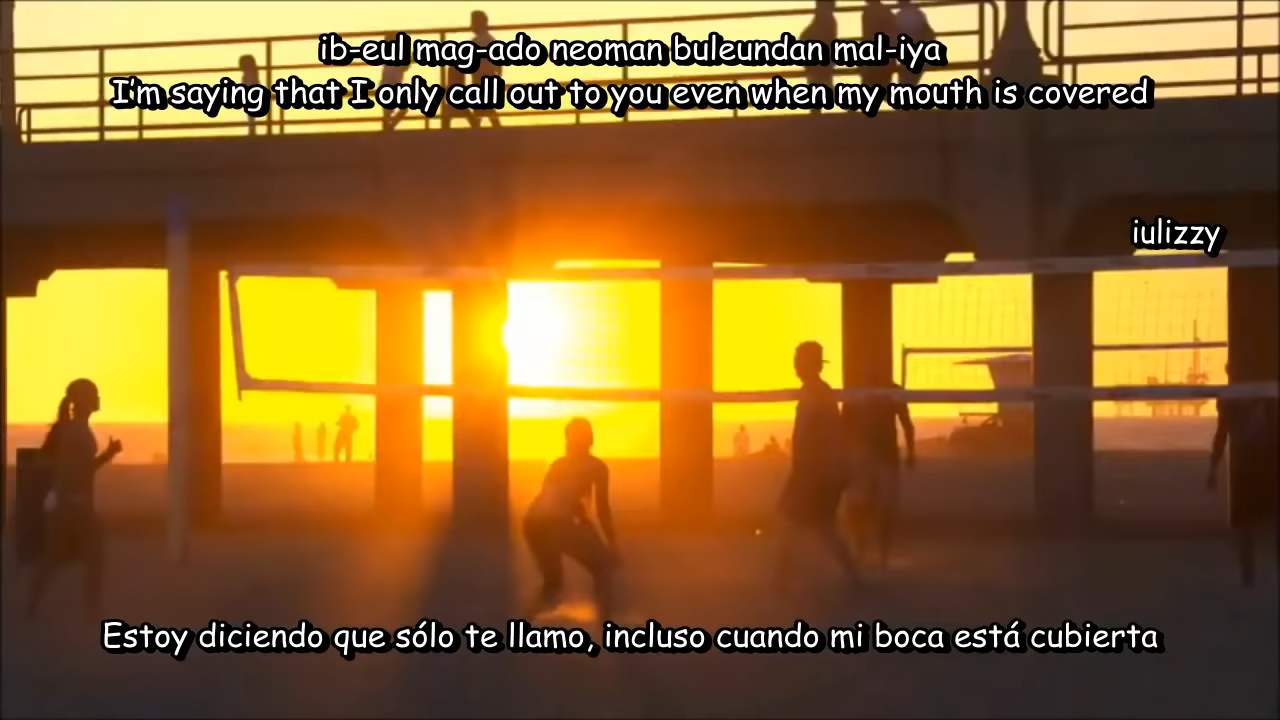 ib-eul mag-ado neoman buleundan mal-iya
I'm saying that I only call out to you even when my mouth is covered
iulizzy
Estoy diciendo que sólo te llamo, incluso cuando mi boca está cubierta